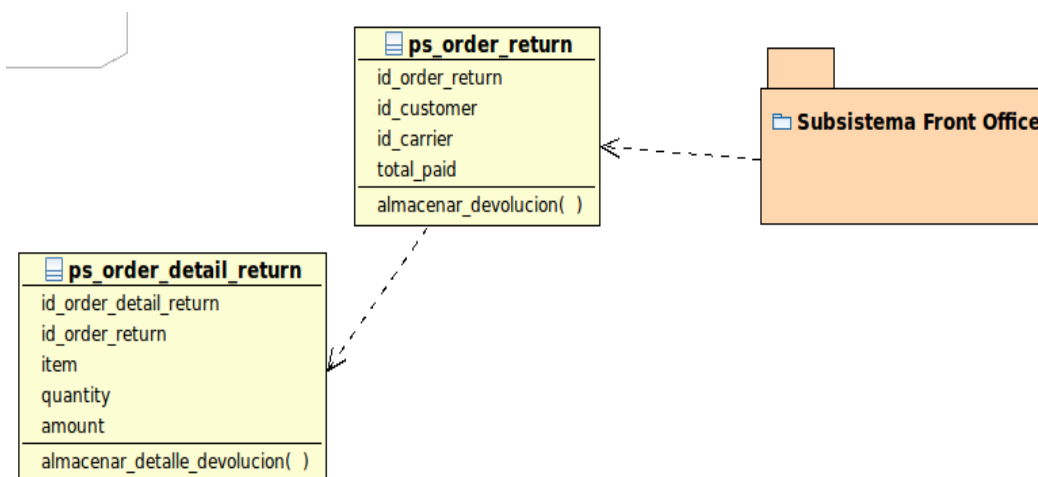 ps_order_return
id_order_return
id_customer
id_carrier
total_paid
almacenar_devolucion( )
Subsistema Front Office
ps_order_detail_return
id_order_detail_return
id_order_return
item
quantity
amount
almacenar_detalle_devolucion( )